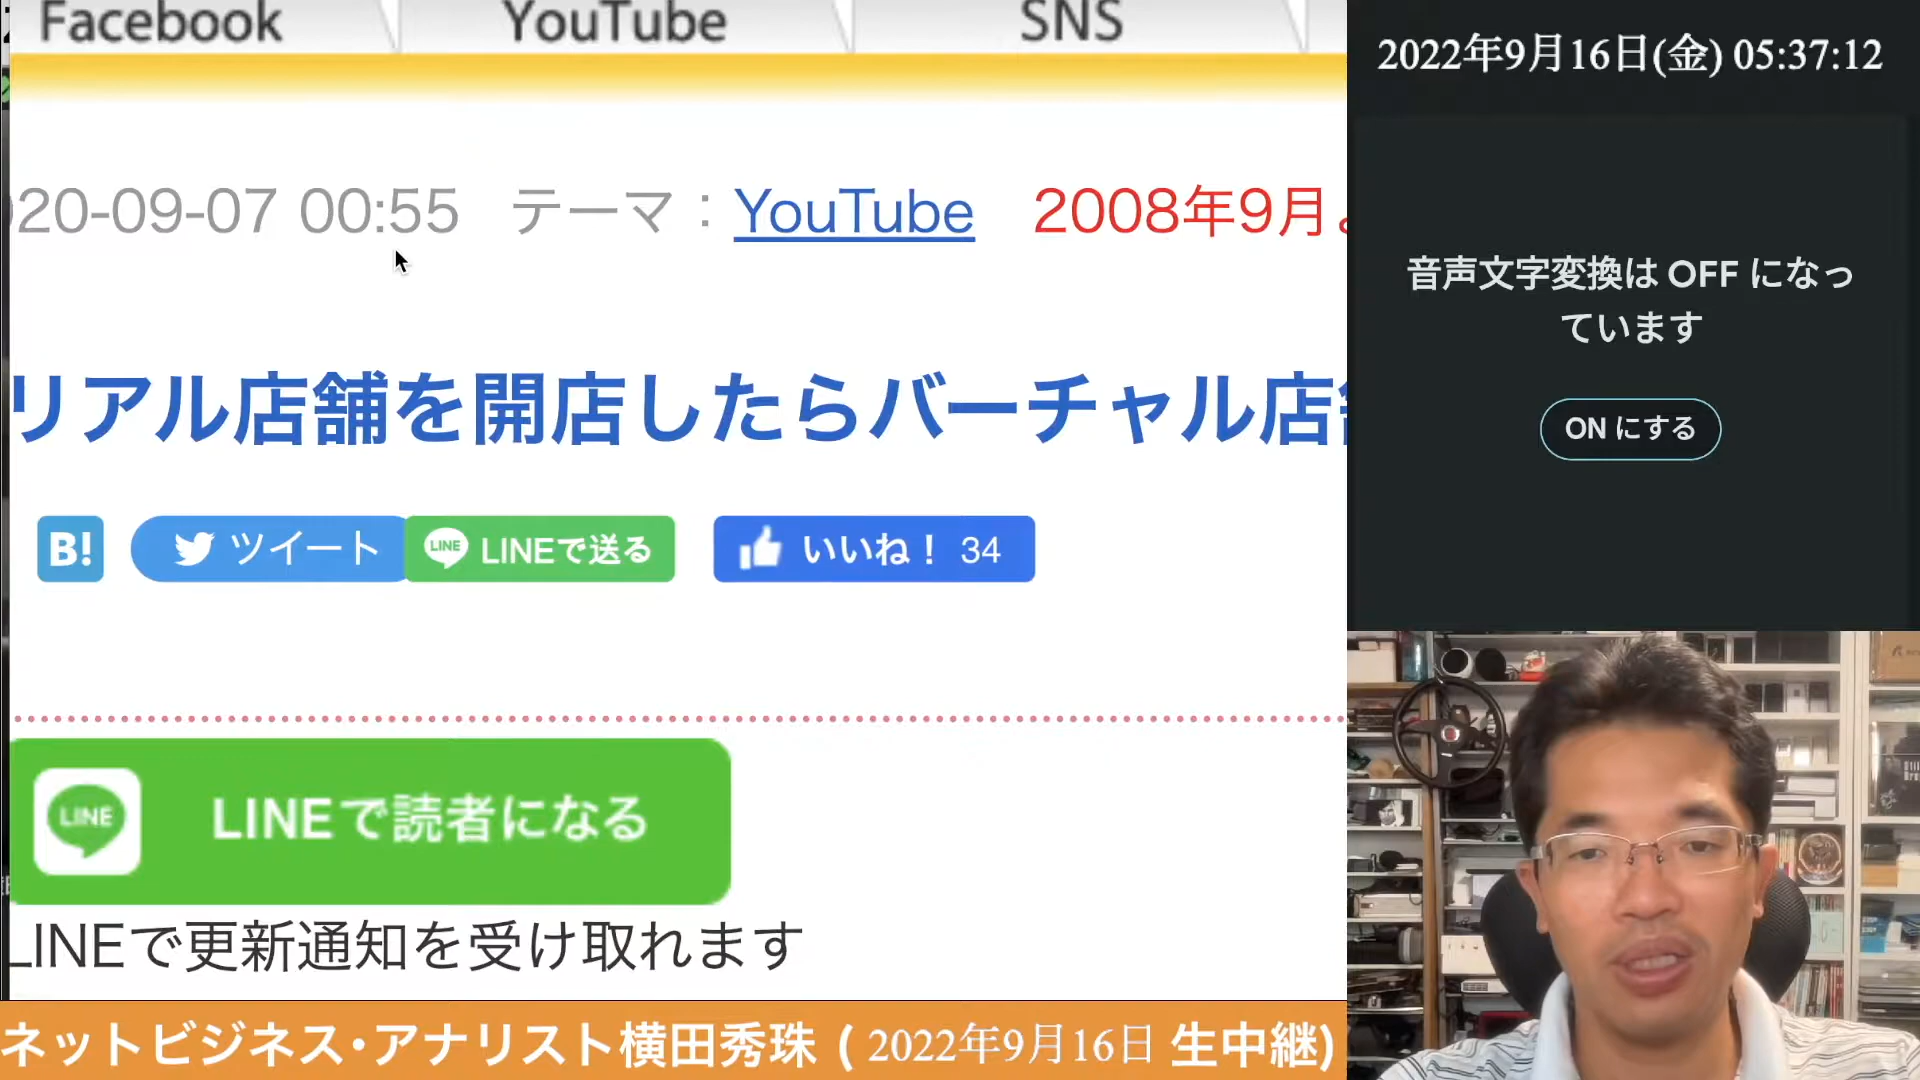 Facebook
YouTube
SNS
20-09-07 00:55 テーマ：YouTube 2008年9月
リアル店舗を開店したらバーチャル店
B! ツイート LINE LINEで送る いいね！ 34
LINE LINEで読者になる
LINEで更新通知を受け取れます
ネットビジネス・アナリスト横田秀珠 ( 2022年9月16日 生中継)
2022年9月16日(金) 05:37:12
音声文字変換は OFF になっ
ています
ON にする